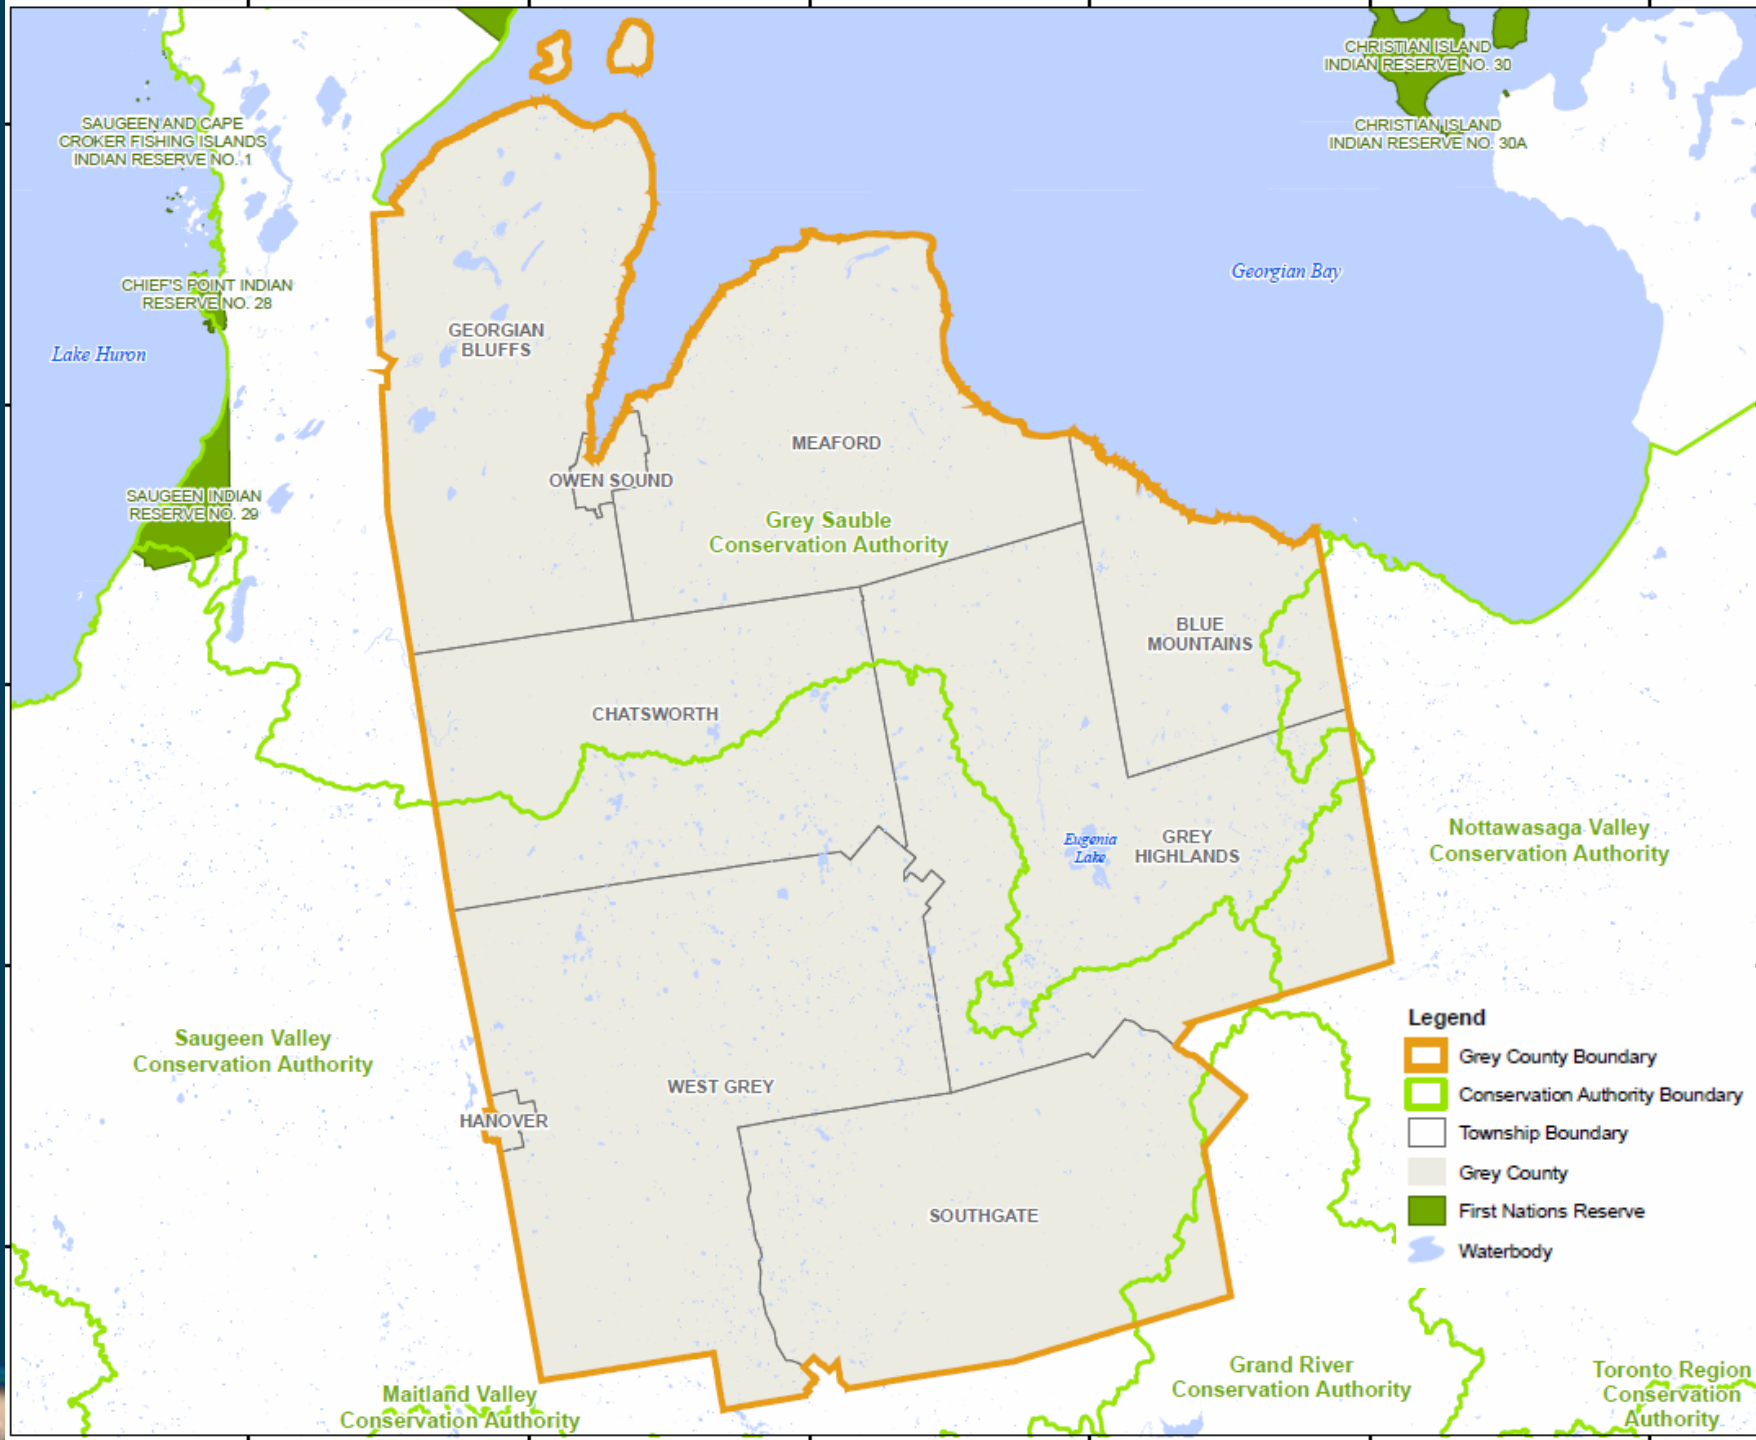 CHRISTIAN ISLAND
INDIAN RESERVE NO. 30
SAUGEEN AND CAPE
CROKER FISHING ISLANDS
INDIAN RESERVE NO. 1
CHRISTIAN ISLAND
INDIAN RESERVE NO. 30A
Georgian Bay
CHIEF'S POINT INDIAN
RESERVE NO. 28
GEORGIAN
BLUFFS
Lake Huron
MEAFORD
OWEN SOUND
SAUGEEN INDIAN
RESERVE NO. 29
Grey Sauble
Conservation Authority
BLUE
MOUNTAINS
CHATSWORTH
Eugenia
Lake
GREY
HIGHLANDS
Nottawasaga Valley
Conservation Authority
Saugeen Valley
Conservation Authority
WEST GREY
HANOVER
SOUTHGATE
Legend
Grey County Boundary
Conservation Authority Boundary
Township Boundary
Grey County
First Nations Reserve
Waterbody
Maitland Valley
Conservation Authority
Grand River
Conservation Authority
Toronto Region
Conservation
Authority